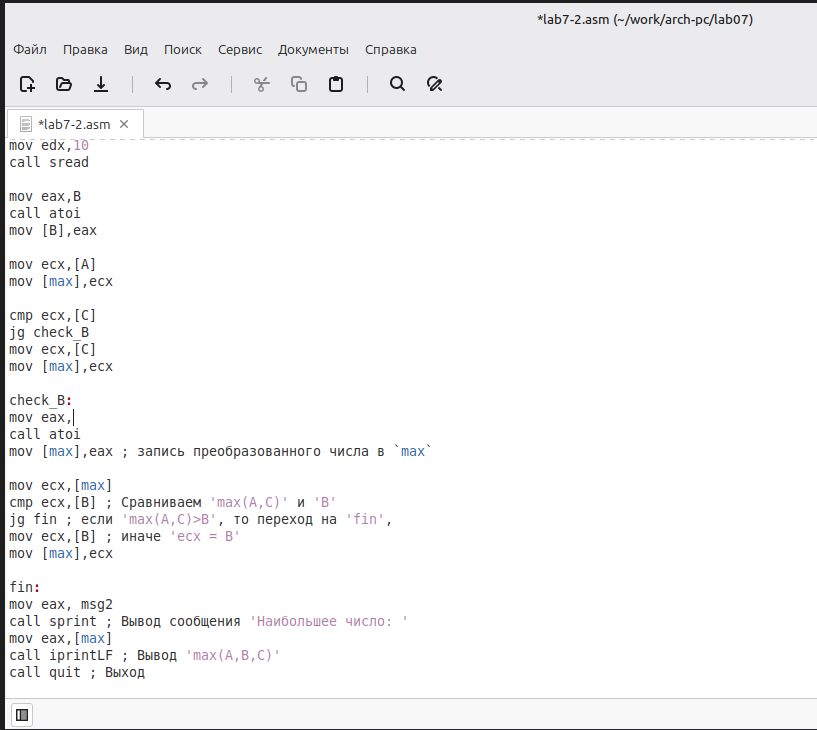 *lab7-2.asm (~/work/arch-pc/lab07)
Файл Правка Вид Поиск Сервис Документы Справка
*lab7-2.asm
mov edx,10
call sread
mov eax,B
call atoi
mov [B],eax
mov ecx,[A]
mov [max],ecx
cmp ecx,[C]
jg check_B
mov ecx,[C]
mov [max],ecx
check_B:
mov eax,
call atoi
mov [max],eax ; запись преобразованного числа в `max`
mov ecx,[max]
cmp ecx,[B] ; Сравниваем 'max(A,C)' и 'B'
jg fin ; если 'max(A,C)>B', то переход на 'fin',
mov ecx,[B] ; иначе 'ecx = B'
mov [max],ecx
fin:
mov eax, msg2
call sprint ; Вывод сообщения 'Наибольшее число: '
mov eax,[max]
call iprintLF ; Вывод 'max(A,B,C)'
call quit ; Выход